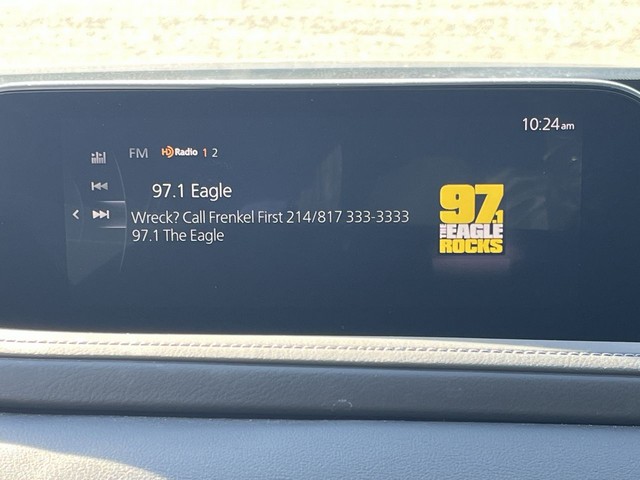 10:24am
FM HD Radio 1 2
97.1 Eagle
Wreck? Call Frenkel First 214/817 333-3333
97.1 The Eagle
97.1
THE EAGLE
ROCKS